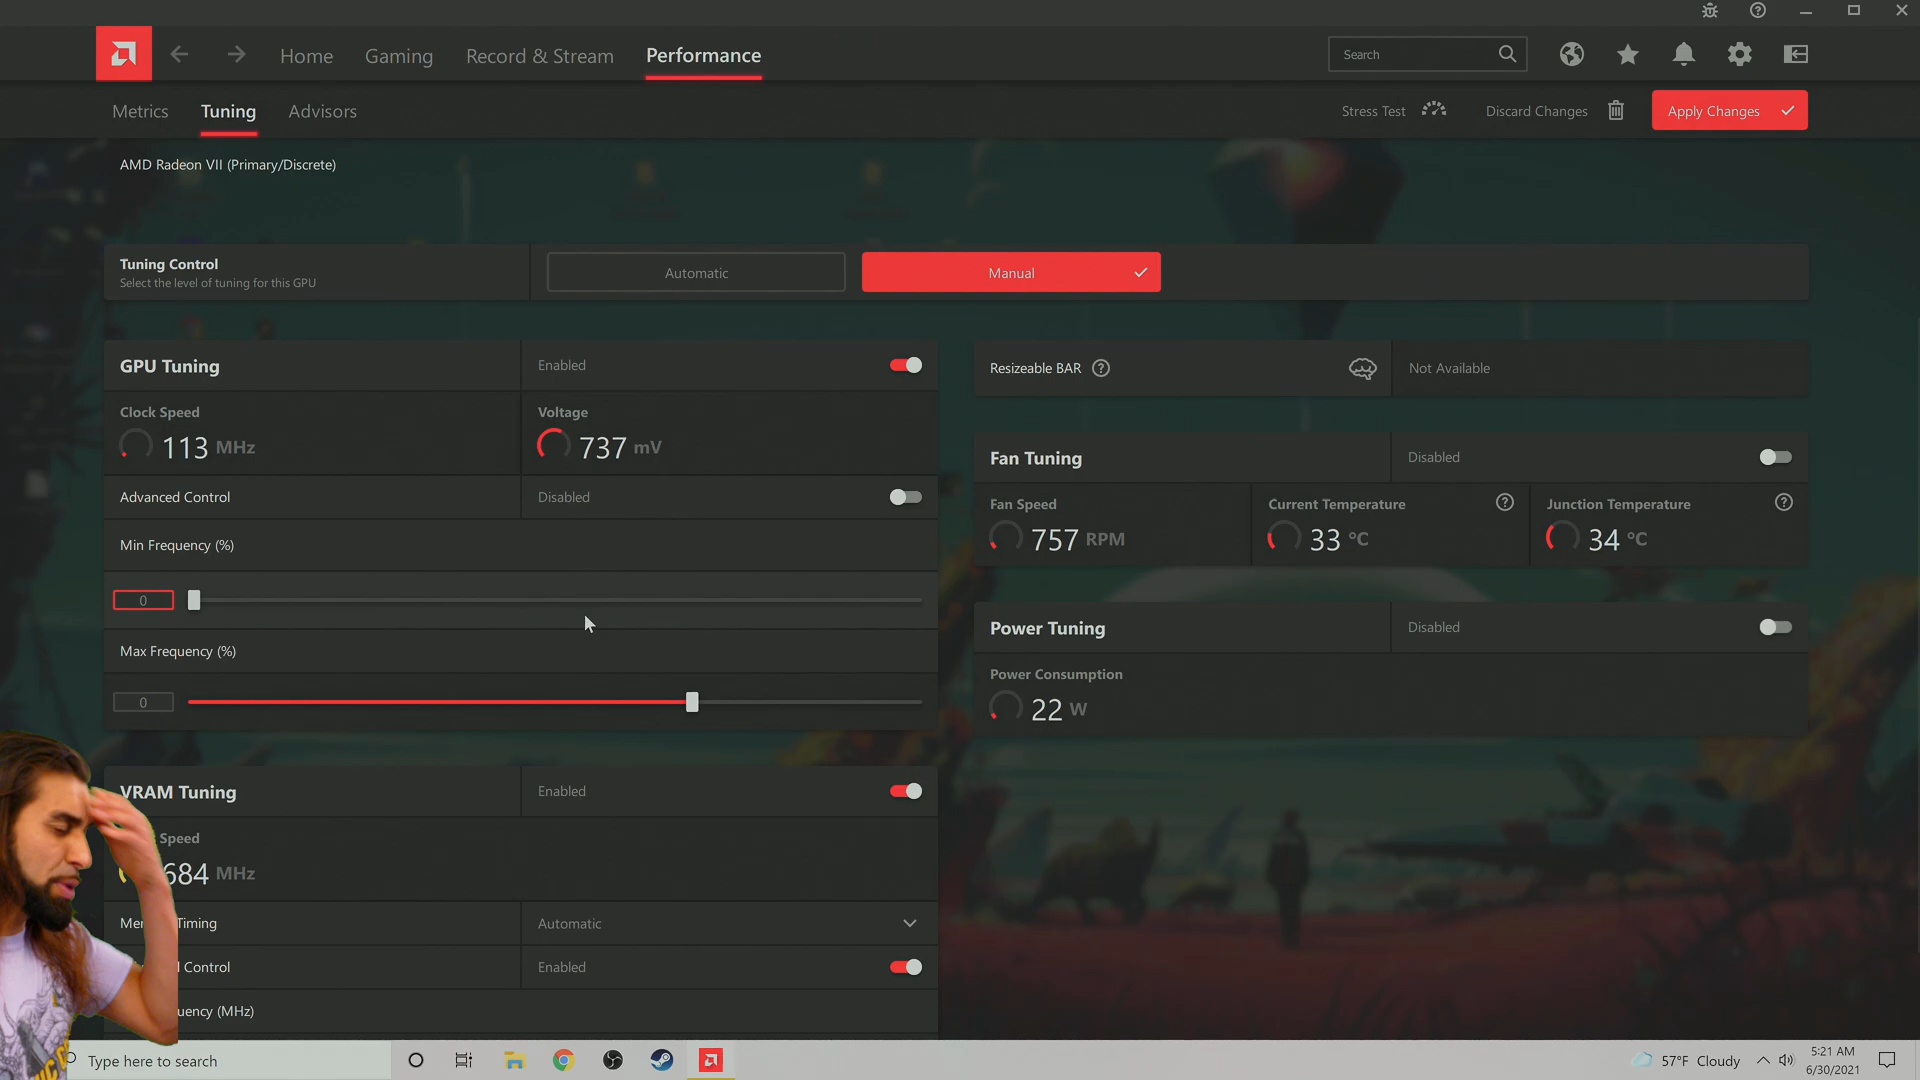 Home
Gaming
Record & Stream
Performance
Search
Metrics
Tuning
Advisors
Stress Test
Discard Changes
Apply Changes
AMD Radeon VII (Primary/Discrete)
Tuning Control
Select the level of tuning for this GPU
Automatic
Manual
GPU Tuning
Enabled
Clock Speed
113 MHz
Voltage
737 mV
Advanced Control
Disabled
Min Frequency (%)
0
Max Frequency (%)
0
Resizeable BAR
Not Available
Fan Tuning
Disabled
Fan Speed
757 RPM
Current Temperature
33 °C
Junction Temperature
34 °C
Power Tuning
Disabled
Power Consumption
22 W
VRAM Tuning
Enabled
Speed
684 MHz
Timing
Automatic
Control
Enabled
(MHz)
Type here to search
57°F Cloudy
5:21 AM
6/30/2021